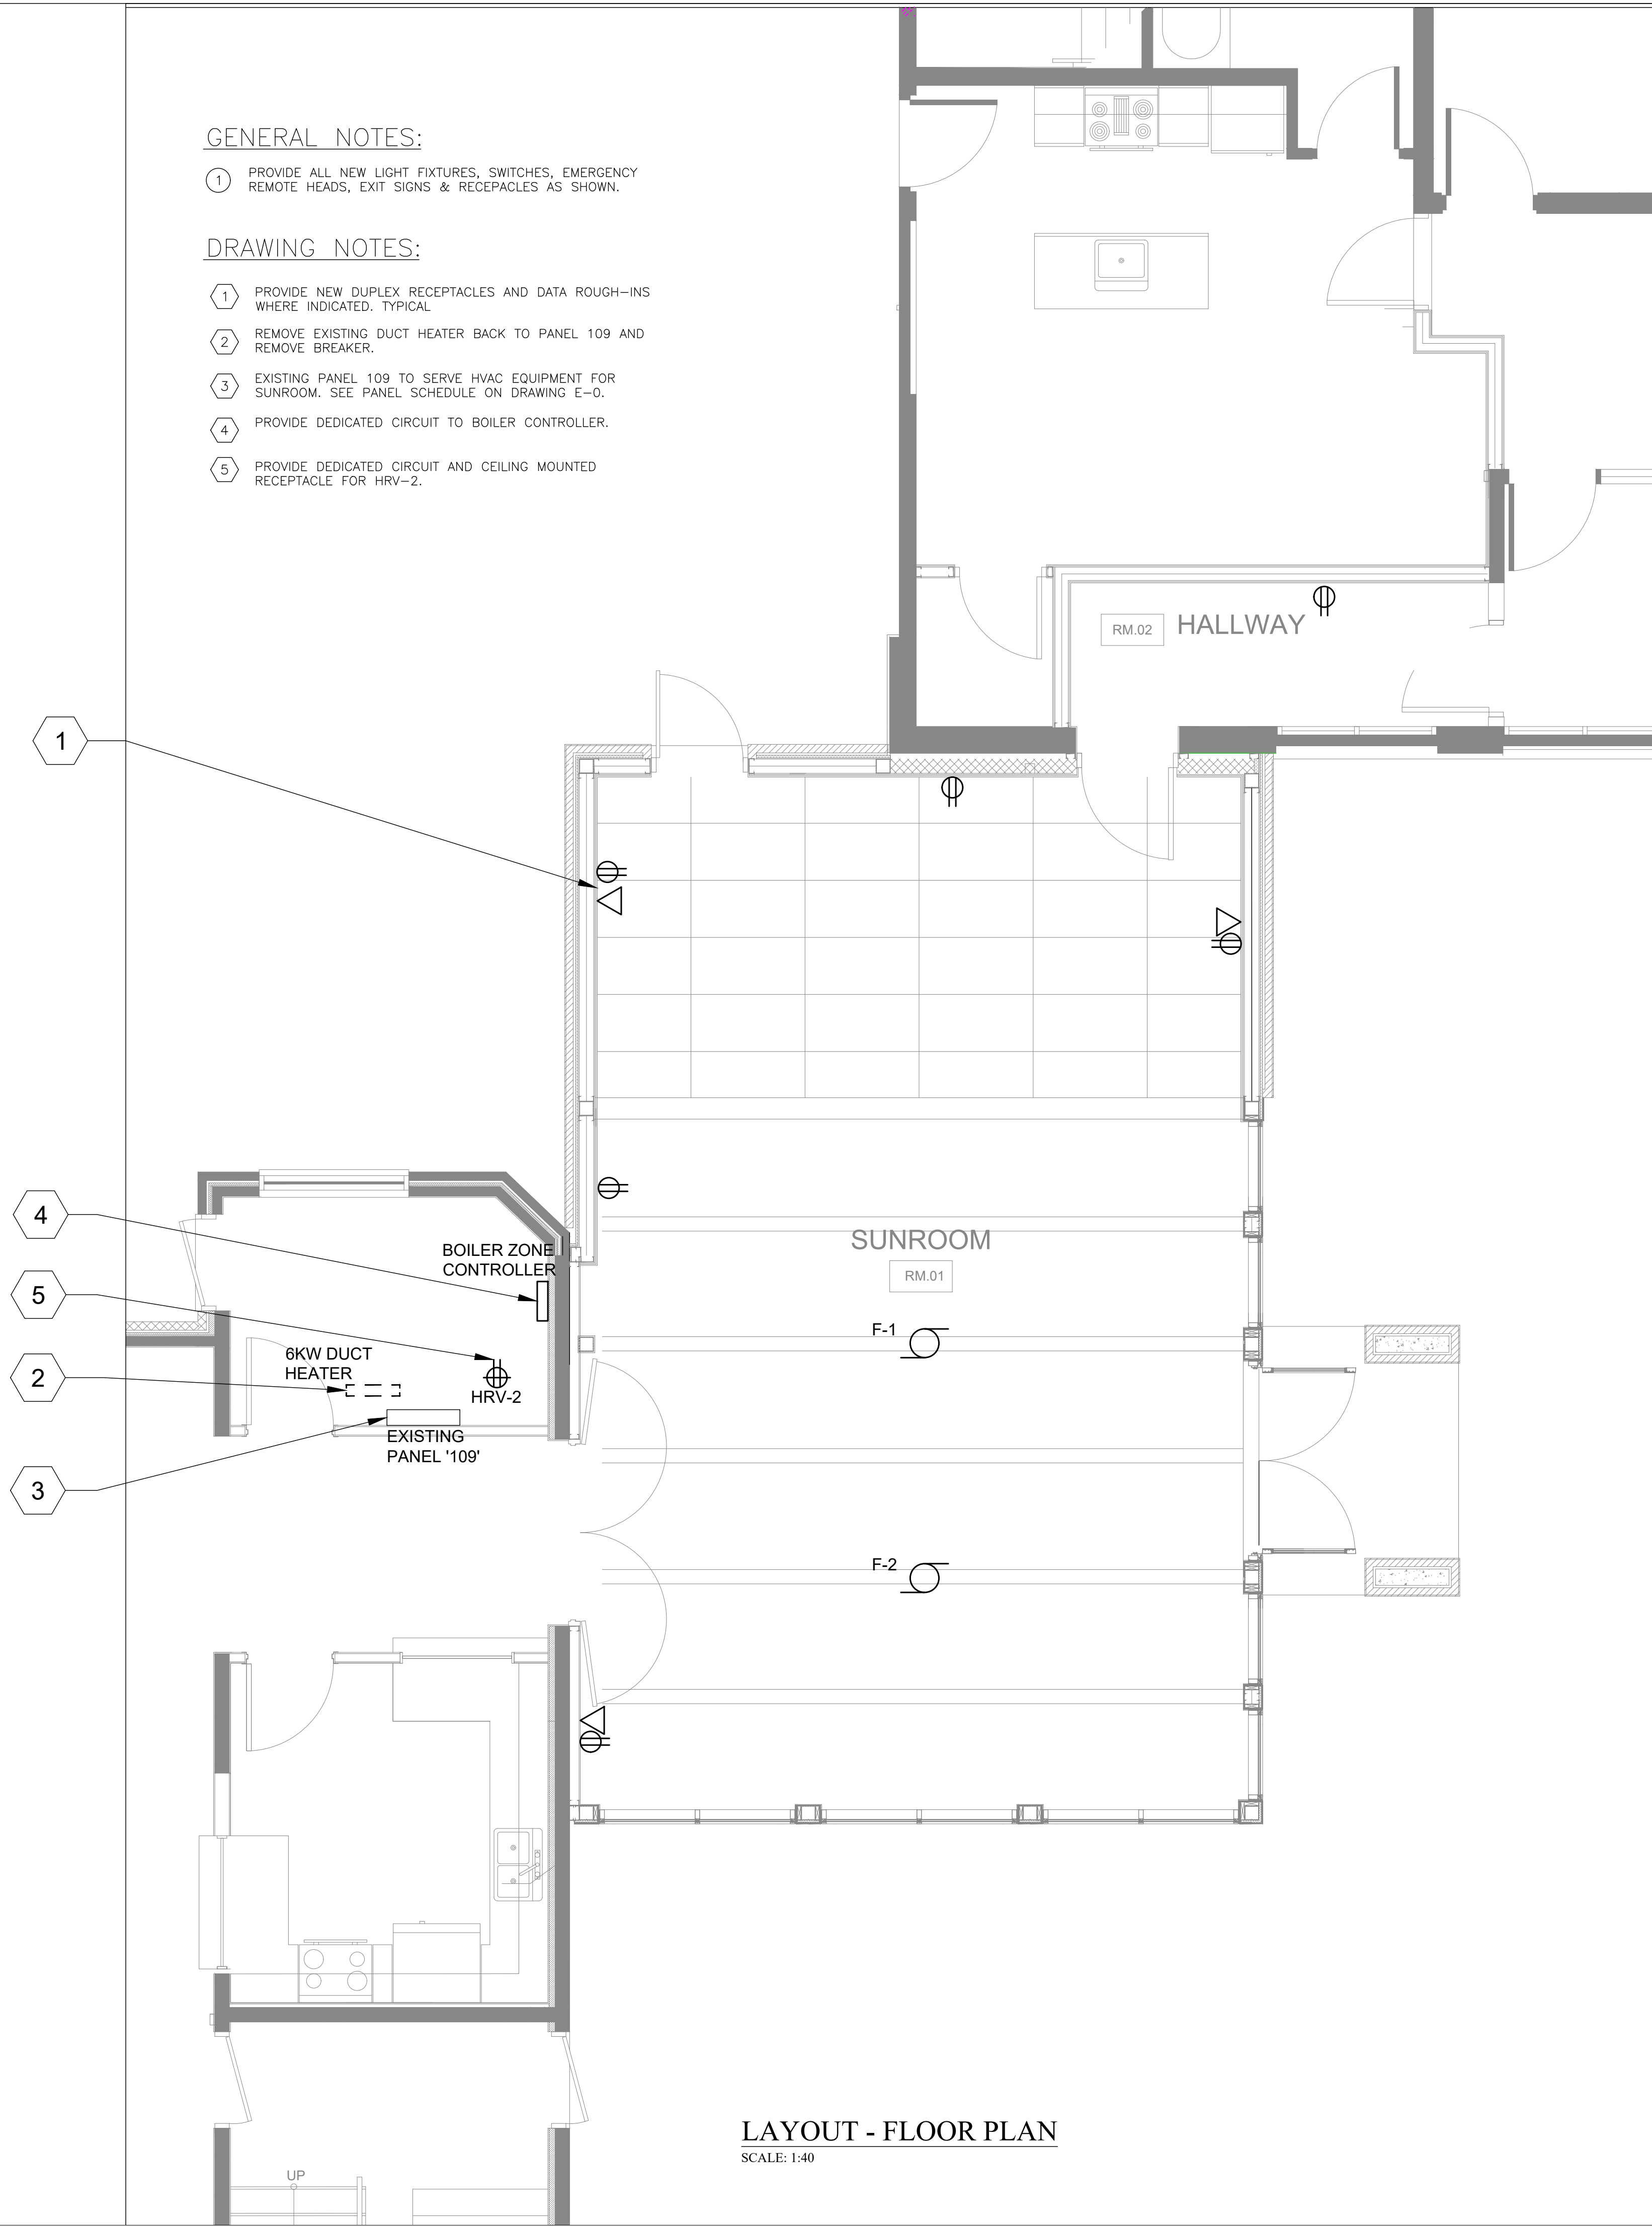 GENERAL NOTES:
1 PROVIDE ALL NEW LIGHT FIXTURES, SWITCHES, EMERGENCY
REMOTE HEADS, EXIT SIGNS & RECEPACLES AS SHOWN.
DRAWING NOTES:
1 PROVIDE NEW DUPLEX RECEPTACLES AND DATA ROUGH-INS
WHERE INDICATED. TYPICAL
2 REMOVE EXISTING DUCT HEATER BACK TO PANEL 109 AND
REMOVE BREAKER.
3 EXISTING PANEL 109 TO SERVE HVAC EQUIPMENT FOR
SUNROOM. SEE PANEL SCHEDULE ON DRAWING E-0.
4 PROVIDE DEDICATED CIRCUIT TO BOILER CONTROLLER.
5 PROVIDE DEDICATED CIRCUIT AND CEILING MOUNTED
RECEPTACLE FOR HRV-2.
RM.02 HALLWAY
1
4
5
2
3
BOILER ZONE
CONTROLLER
6KW DUCT
HEATER
HRV-2
EXISTING
PANEL '109'
SUNROOM
RM.01
F-1
F-2
UP
LAYOUT - FLOOR PLAN
SCALE: 1:40